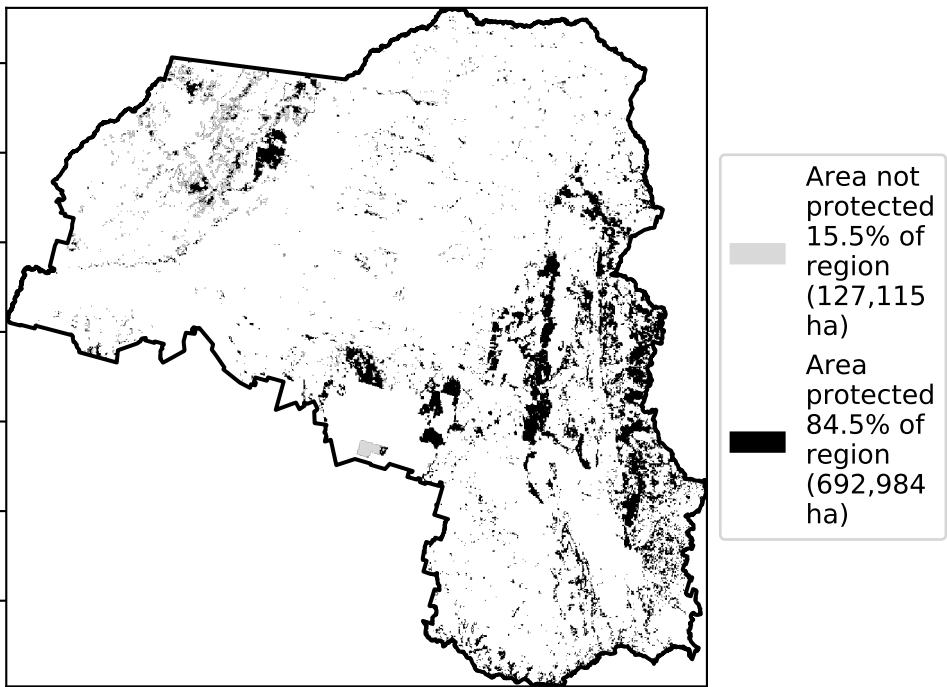 Area not
protected
15.5% of
region
(127,115
ha)
Area
protected
84.5% of
region
(692,984
ha)